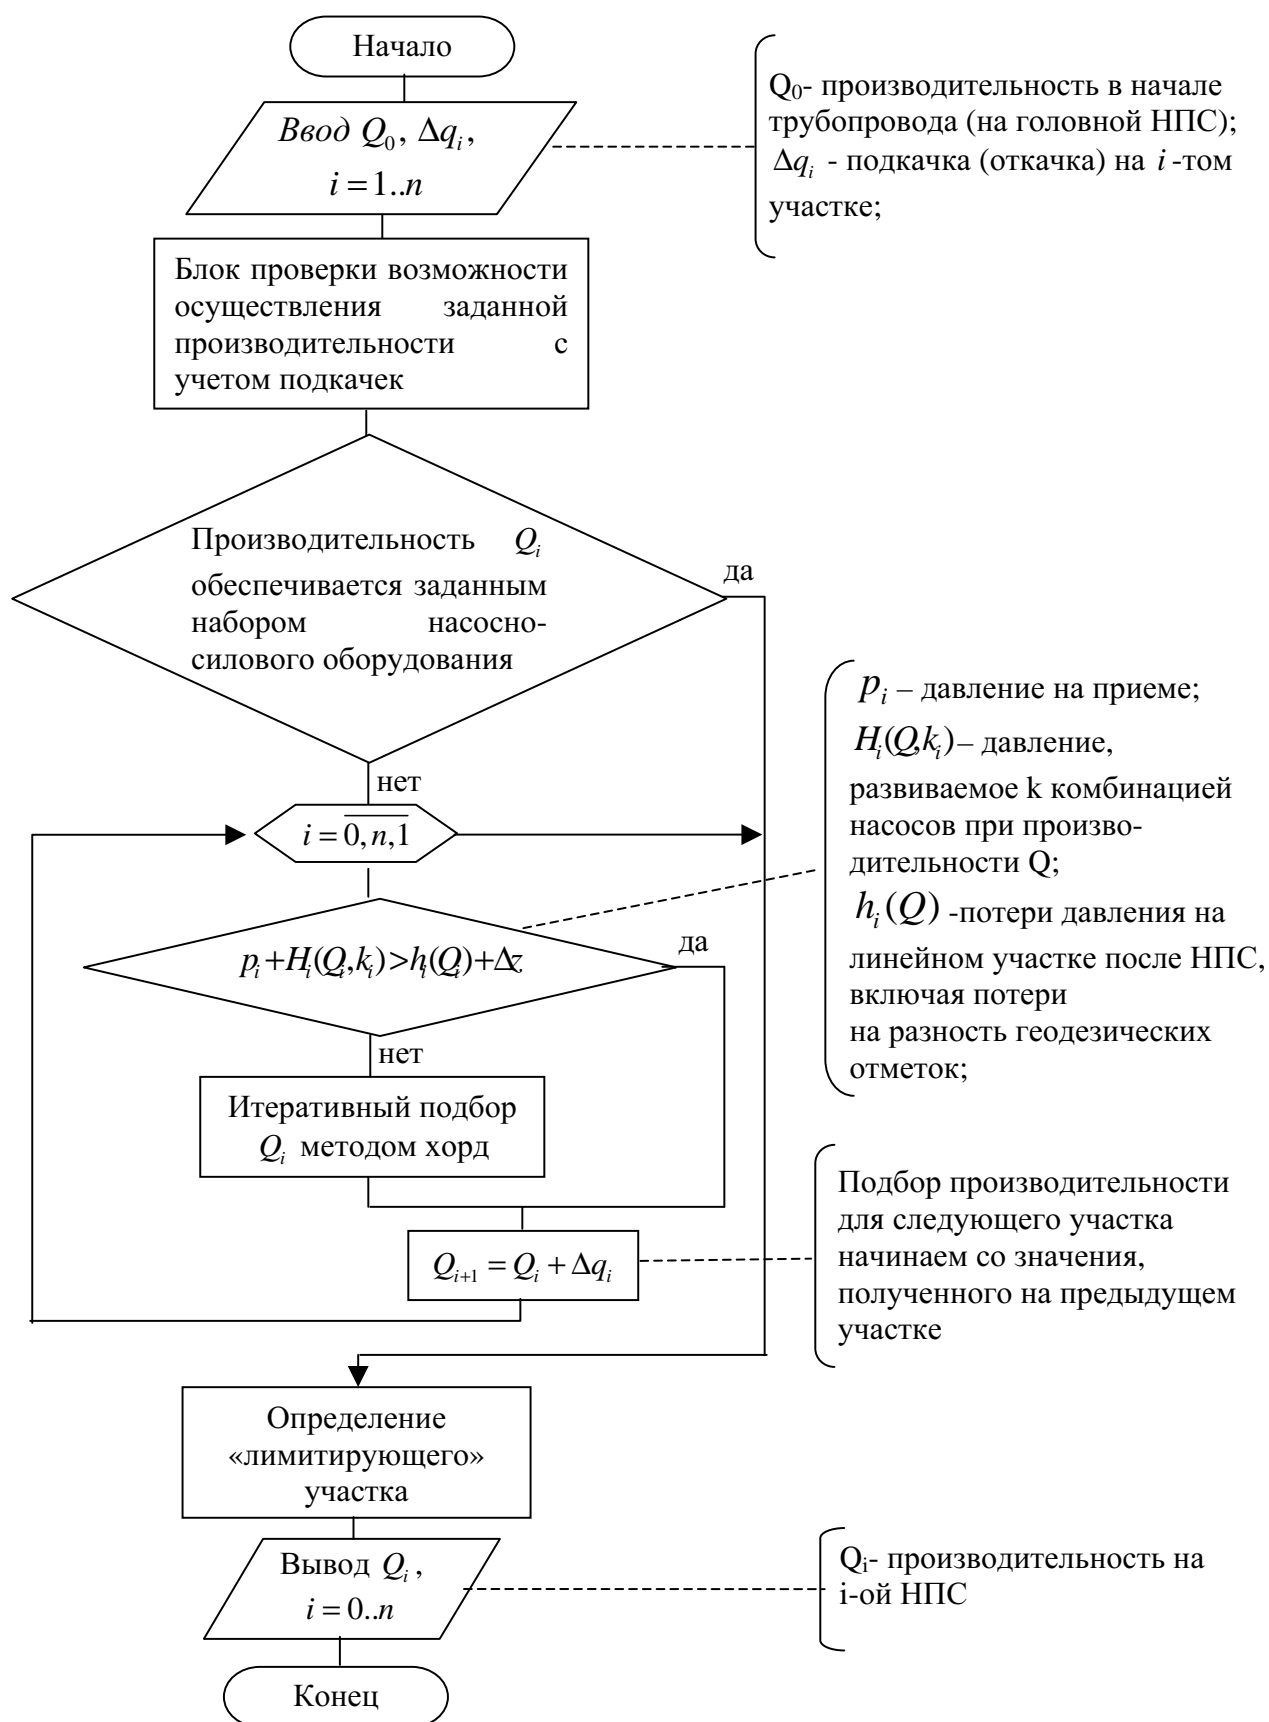 Начало
Ввод Q₀, Δqᵢ,
i = 1..n
Q₀- производительность в начале
трубопровода (на головной НПС);
Δqᵢ - подкачка (откачка) на i -том
участке;
Блок проверки возможности
осуществления заданной
производительности с
учетом подкачек
Производительность Qᵢ
обеспечивается заданным
набором насосно-
силового оборудования
да
нет
i = 0, n, 1
pᵢ – давление на приеме;
Hᵢ(Q,kᵢ) – давление,
развиваемое k комбинацией
насосов при произво-
дительности Q;
hᵢ(Q) -потери давления на
линейном участке после НПС,
включая потери
на разность геодезических
отметок;
pᵢ+Hᵢ(Qᵢ,kᵢ)>hᵢ(Qᵢ)+Δz
да
нет
Итеративный подбор
Qᵢ методом хорд
Qᵢ₊₁ = Qᵢ + Δqᵢ
Подбор производительности
для следующего участка
начинаем со значения,
полученного на предыдущем
участке
Определение
«лимитирующего»
участка
Вывод Qᵢ,
i = 0..n
Qᵢ- производительность на
i-ой НПС
Конец